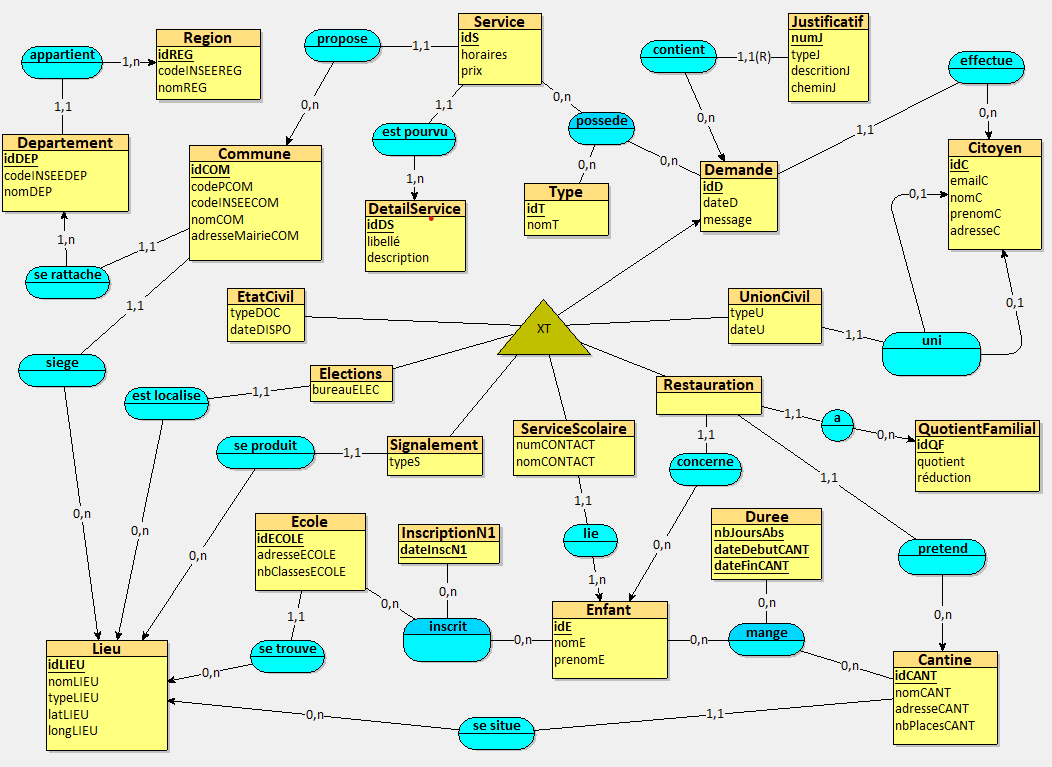 Service
idS
horaires
prix
Justificatif
numJ
typeJ
descritionJ
cheminJ
Region
idREG
codeINSEEREG
nomREG
appartient
1,n
propose
1,1
contient
1,1(R)
effectue
1,1
0,n
0,n
1,1
0,n
0,n
1,1
Departement
idDEP
codeINSEEDEP
nomDEP
Commune
idCOM
codePCOM
codeINSEECOM
nomCOM
adresseMairieCOM
est pourvu
1,n
possede
0,n
0,n
Citoyen
idC
emailC
nomC
prenomC
adresseC
DetailService
idDS
libellé
description
Type
idT
nomT
Demande
idD
dateD
message
0,1
0,1
1,n
1,1
se rattache
1,1
EtatCivil
typeDOC
dateDISPO
XT
UnionCivil
typeU
dateU
1,1
uni
siege
Elections
bureauELEC
1,1
est localise
Restauration
1,1
a
0,n
QuotientFamilial
idQF
quotient
réduction
se produit
1,1
Signalement
typeS
ServiceScolaire
numCONTACT
nomCONTACT
1,1
concerne
1,1
1,1
0,n
0,n
0,n
Ecole
idECOLE
adresseECOLE
nbClassesECOLE
InscriptionN1
dateInscN1
lie
1,n
0,n
Duree
nbJoursAbs
dateDebutCANT
dateFinCANT
pretend
0,n
1,1
0,n
0,n
inscrit
0,n
Enfant
idE
nomE
prenomE
0,n
mange
0,n
0,n
se trouve
0,n
Lieu
idLIEU
nomLIEU
typeLIEU
latLIEU
longLIEU
Cantine
idCANT
nomCANT
adresseCANT
nbPlacesCANT
0,n
se situe
1,1